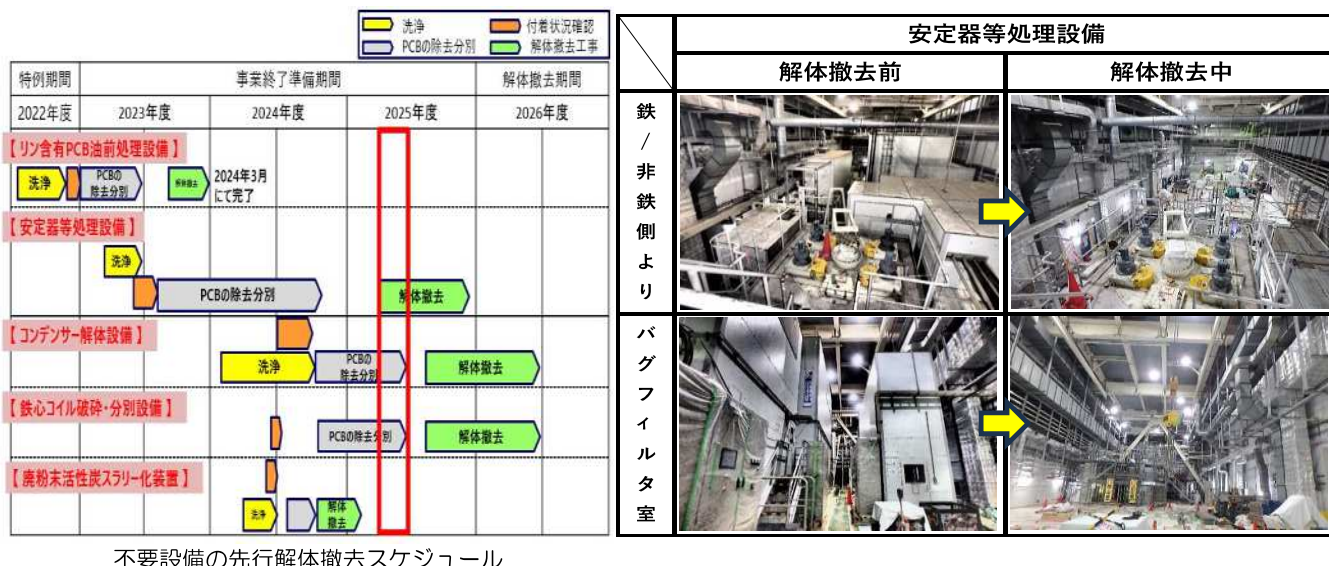 洗浄
付着状況確認
PCBの除去分別
解体撤去工事
特例期間
事業終了準備期間
解体撤去期間
2022年度
2023年度
2024年度
2025年度
2026年度
【 リン含有PCB油前処理設備 】
洗浄
PCBの
除去分別
解体撤去
2024年3月
にて完了
【 安定器等処理設備 】
洗浄
PCBの除去分別
解体撤去
【 コンデンサー解体設備 】
洗浄
PCBの
除去分別
解体撤去
【 鉄心コイル破砕・分別設備 】
PCBの除去分別
解体撤去
【 廃粉末活性炭スラリー化装置 】
洗浄
解体
撤去
不要設備の先行解体撤去スケジュール
安定器等処理設備
解体撤去前
解体撤去中
鉄/非鉄側より
バグフィルタ室